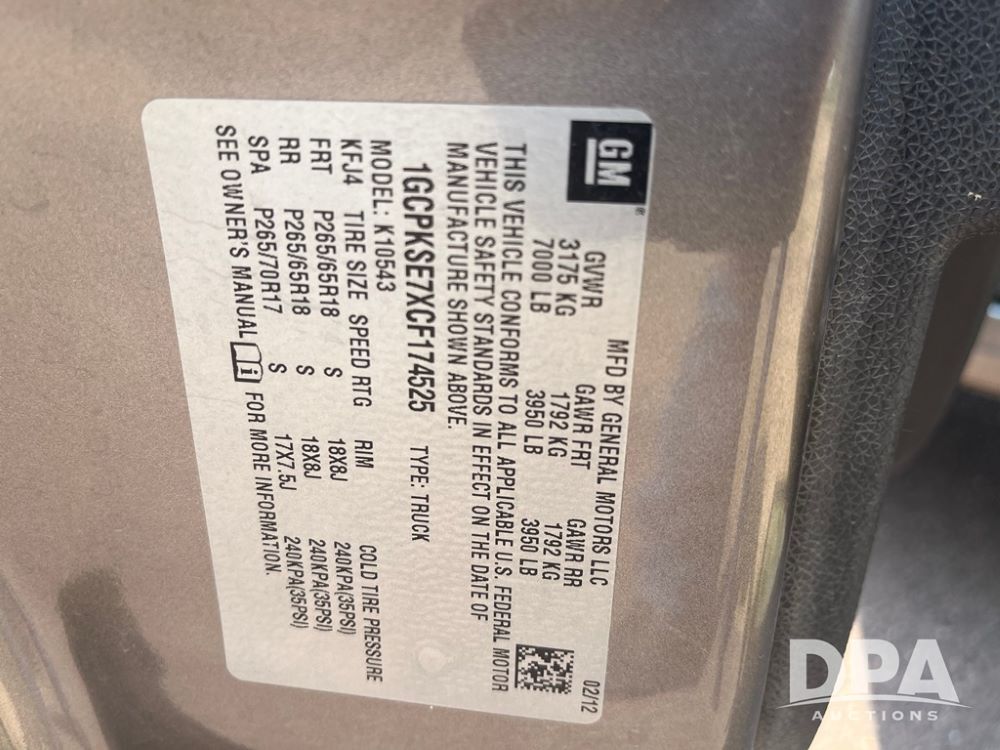 GM
MFD BY GENERAL MOTORS LLC 02/12
GVWR GAWR FRT GAWR RR
3175 KG 1792 KG 1792 KG
7000 LB 3950 LB 3950 LB
THIS VEHICLE CONFORMS TO ALL APPLICABLE U.S. FEDERAL MOTOR
VEHICLE SAFETY STANDARDS IN EFFECT ON THE DATE OF
MANUFACTURE SHOWN ABOVE.
1GCPKSE7XCF174525 TYPE: TRUCK
MODEL: K10543
KFJ4 TIRE SIZE SPEED RTG RIM COLD TIRE PRESSURE
FRT P265/65R18 S 18X8J 240KPA(35PSI)
RR P265/65R18 S 18X8J 240KPA(35PSI)
SPA P265/70R17 S 17X7.5J 240KPA(35PSI)
SEE OWNER'S MANUAL i FOR MORE INFORMATION.
DPA
AUCTIONS